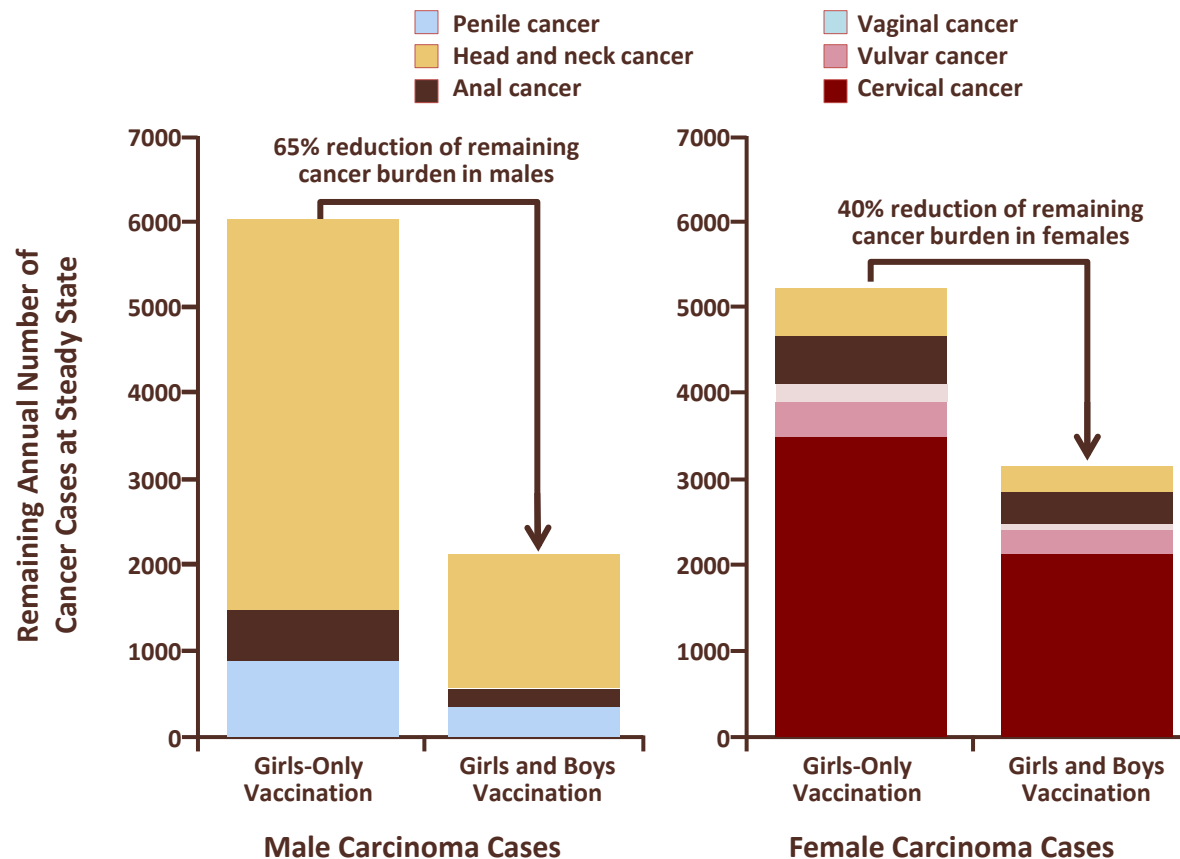 Penile cancer
Head and neck cancer
Anal cancer
Vaginal cancer
Vulvar cancer
Cervical cancer
Remaining Annual Number of
Cancer Cases at Steady State
7000
6000
5000
4000
3000
2000
1000
0
65% reduction of remaining
cancer burden in males
Girls-Only
Vaccination
Girls and Boys
Vaccination
Male Carcinoma Cases
7000
6000
5000
4000
3000
2000
1000
0
40% reduction of remaining
cancer burden in females
Girls-Only
Vaccination
Girls and Boys
Vaccination
Female Carcinoma Cases